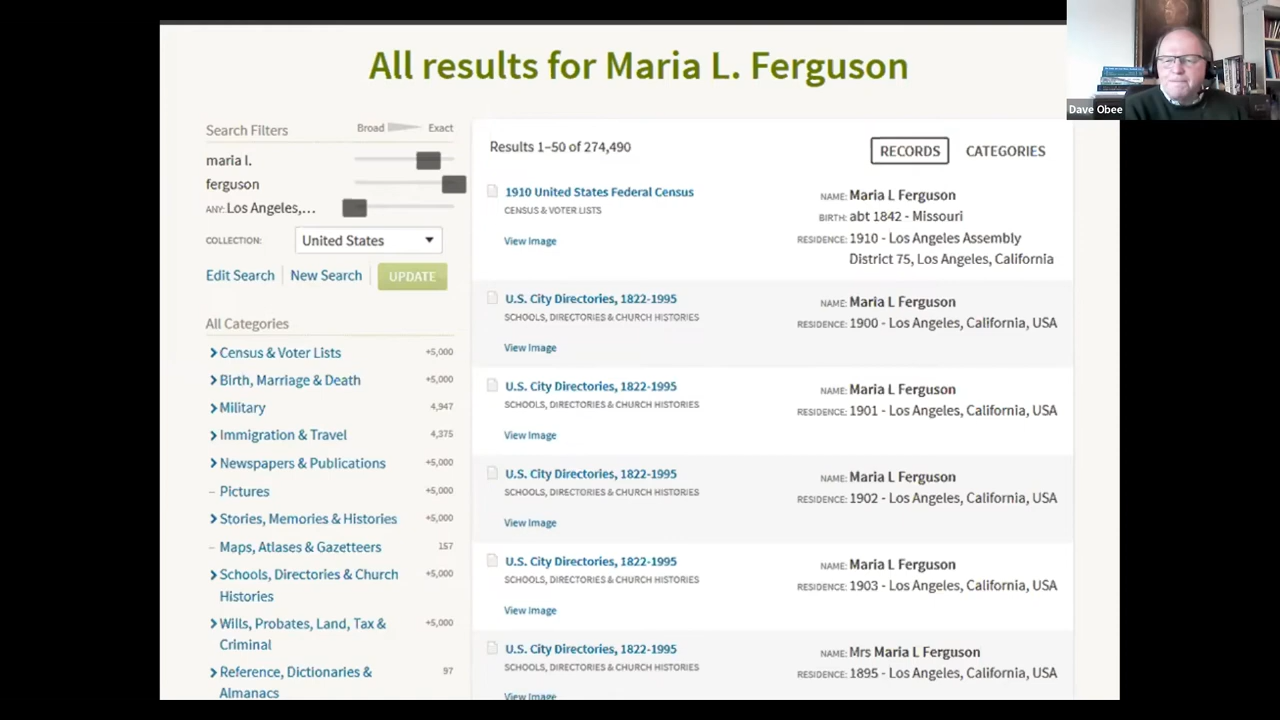 All results for Maria L. Ferguson
Dave Obee
Search Filters
Broad
Exact
maria l.
ferguson
ANY: Los Angeles,...
COLLECTION:
United States
Edit Search
New Search
UPDATE
All Categories
Census & Voter Lists
+5,000
Birth, Marriage & Death
+5,000
Military
4,947
Immigration & Travel
4,375
Newspapers & Publications
+5,000
– Pictures
+5,000
Stories, Memories & Histories
+5,000
– Maps, Atlases & Gazetteers
157
Schools, Directories & Church
+5,000
Histories
Wills, Probates, Land, Tax &
+5,000
Criminal
Reference, Dictionaries &
97
Almanacs
Results 1–50 of 274,490
RECORDS
CATEGORIES
1910 United States Federal Census
CENSUS & VOTER LISTS
View Image
NAME: Maria L Ferguson
BIRTH: abt 1842 - Missouri
RESIDENCE: 1910 - Los Angeles Assembly
District 75, Los Angeles, California
U.S. City Directories, 1822-1995
SCHOOLS, DIRECTORIES & CHURCH HISTORIES
View Image
NAME: Maria L Ferguson
RESIDENCE: 1900 - Los Angeles, California, USA
U.S. City Directories, 1822-1995
SCHOOLS, DIRECTORIES & CHURCH HISTORIES
View Image
NAME: Maria L Ferguson
RESIDENCE: 1901 - Los Angeles, California, USA
U.S. City Directories, 1822-1995
SCHOOLS, DIRECTORIES & CHURCH HISTORIES
View Image
NAME: Maria L Ferguson
RESIDENCE: 1902 - Los Angeles, California, USA
U.S. City Directories, 1822-1995
SCHOOLS, DIRECTORIES & CHURCH HISTORIES
View Image
NAME: Maria L Ferguson
RESIDENCE: 1903 - Los Angeles, California, USA
U.S. City Directories, 1822-1995
SCHOOLS, DIRECTORIES & CHURCH HISTORIES
View Image
NAME: Mrs Maria L Ferguson
RESIDENCE: 1895 - Los Angeles, California, USA